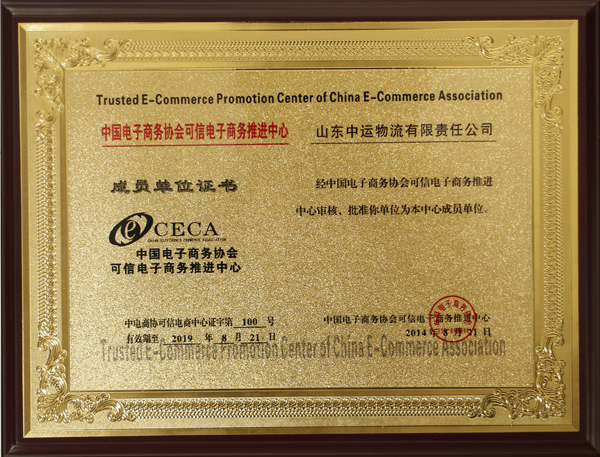 Trusted E-Commerce Promotion Center of China E-Commerce Association
中国电子商务协会可信电子商务推进中心
山东中运物流有限责任公司
成员单位证书
经中国电子商务协会可信电子商务推进
中心审核、批准你单位为本中心成员单位。
CECA
CHINA ELECTRONIC COMMERCE ASSOCIATION
中国电子商务协会
可信电子商务推进中心
中电商协可信电商中心证字第 100 号
有效期至 2019 年 8 月 21 日
中国电子商务协会可信电子商务推进中心
2014 年 8 月 21 日
Trusted E-Commerce Promotion Center of China E-Commerce Association